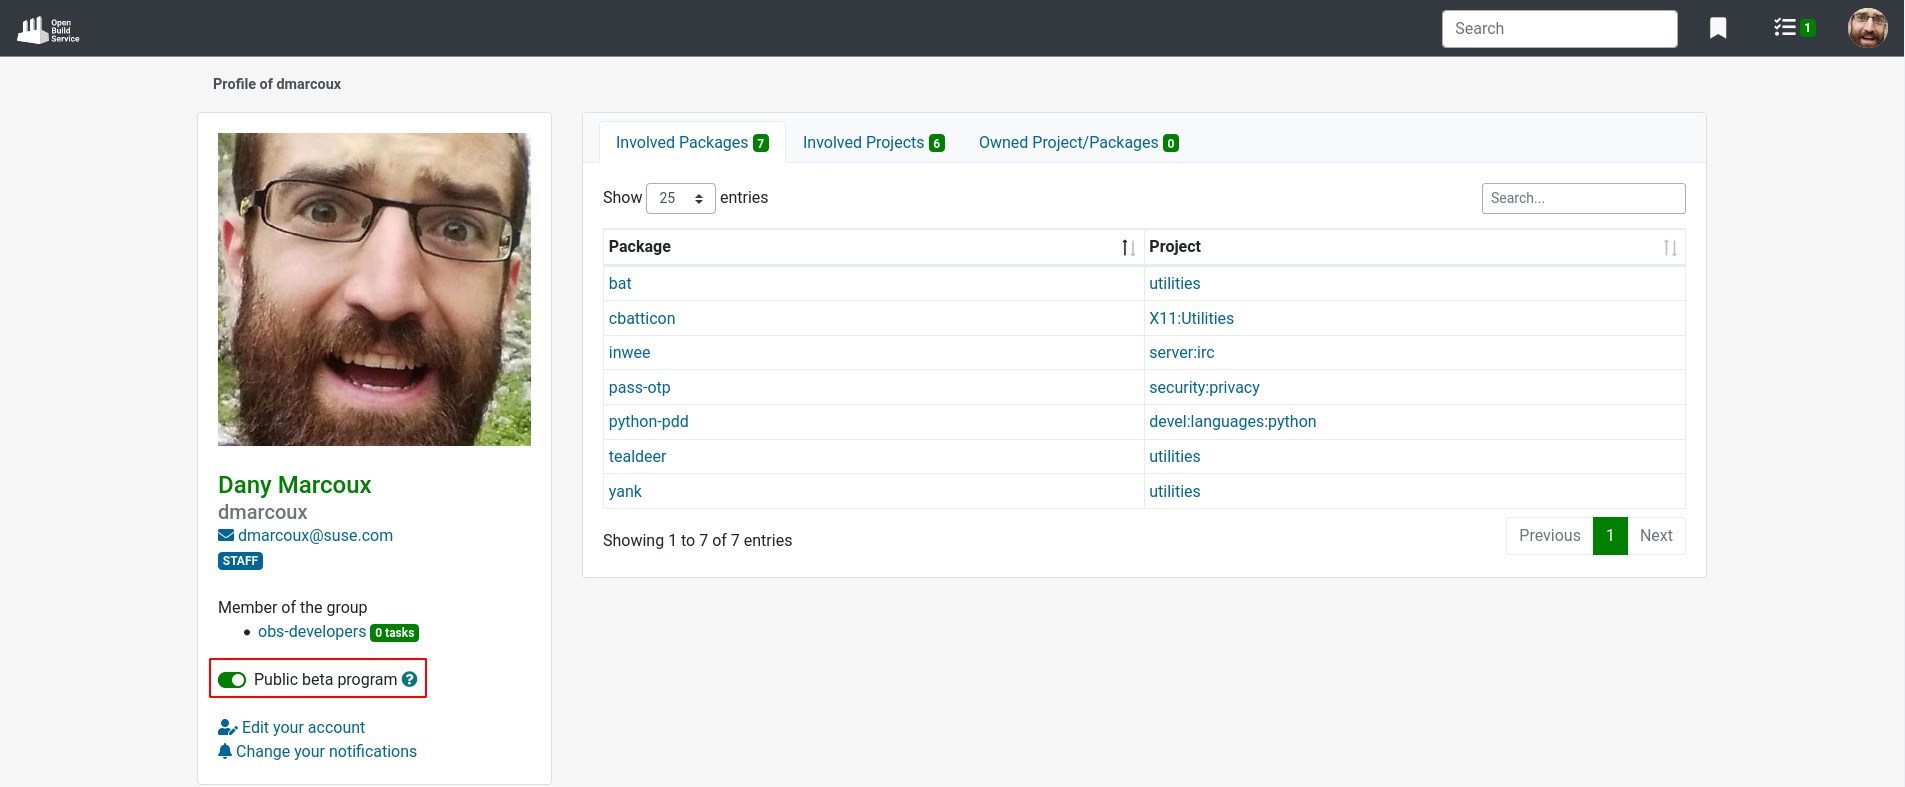 Open
Build
Service
Search
1
Profile of dmarcoux
Dany Marcoux
dmarcoux
dmarcoux@suse.com
STAFF
Member of the group
• obs-developers 0 tasks
Public beta program ?
Edit your account
Change your notifications
Involved Packages 7 Involved Projects 6 Owned Project/Packages 0
Show 25 entries Search...
Package Project
bat utilities
cbatticon X11:Utilities
inwee server:irc
pass-otp security:privacy
python-pdd devel:languages:python
tealdeer utilities
yank utilities
Showing 1 to 7 of 7 entries Previous 1 Next